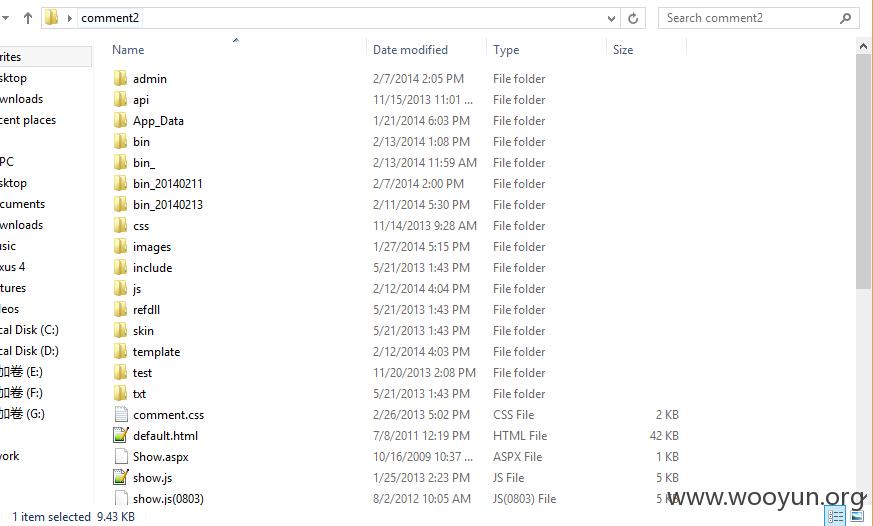 comment2 Search comment2
Name Date modified Type Size
rites
admin 2/7/2014 2:05 PM File folder
sktop
api 11/15/2013 11:01 ... File folder
wnloads
App_Data 1/21/2014 6:03 PM File folder
cent places
bin 2/13/2014 1:08 PM File folder
bin_ 2/13/2014 11:59 AM File folder
PC
bin_20140211 2/7/2014 2:00 PM File folder
sktop
bin_20140213 2/11/2014 5:30 PM File folder
cuments
css 11/14/2013 9:28 AM File folder
wnloads
images 1/27/2014 5:15 PM File folder
usic
include 5/21/2013 1:43 PM File folder
xus 4
js 2/12/2014 4:04 PM File folder
tures
refdll 5/21/2013 1:43 PM File folder
eos
skin 5/21/2013 1:43 PM File folder
cal Disk (C:)
template 2/12/2014 4:03 PM File folder
cal Disk (D:)
test 11/20/2013 2:08 PM File folder
加卷 (E:)
txt 5/21/2013 1:43 PM File folder
加卷 (F:)
comment.css 2/26/2013 5:02 PM CSS File 2 KB
加卷 (G:)
default.html 7/8/2011 12:19 PM HTML File 42 KB
Show.aspx 10/16/2009 10:37 ... ASPX File 1 KB
work
show.js 1/25/2013 2:23 PM JS File 5 KB
show.js(0803) 8/2/2012 10:05 AM JS(0803) File 5 KB
www.wooyun.org
1 item selected 9.43 KB